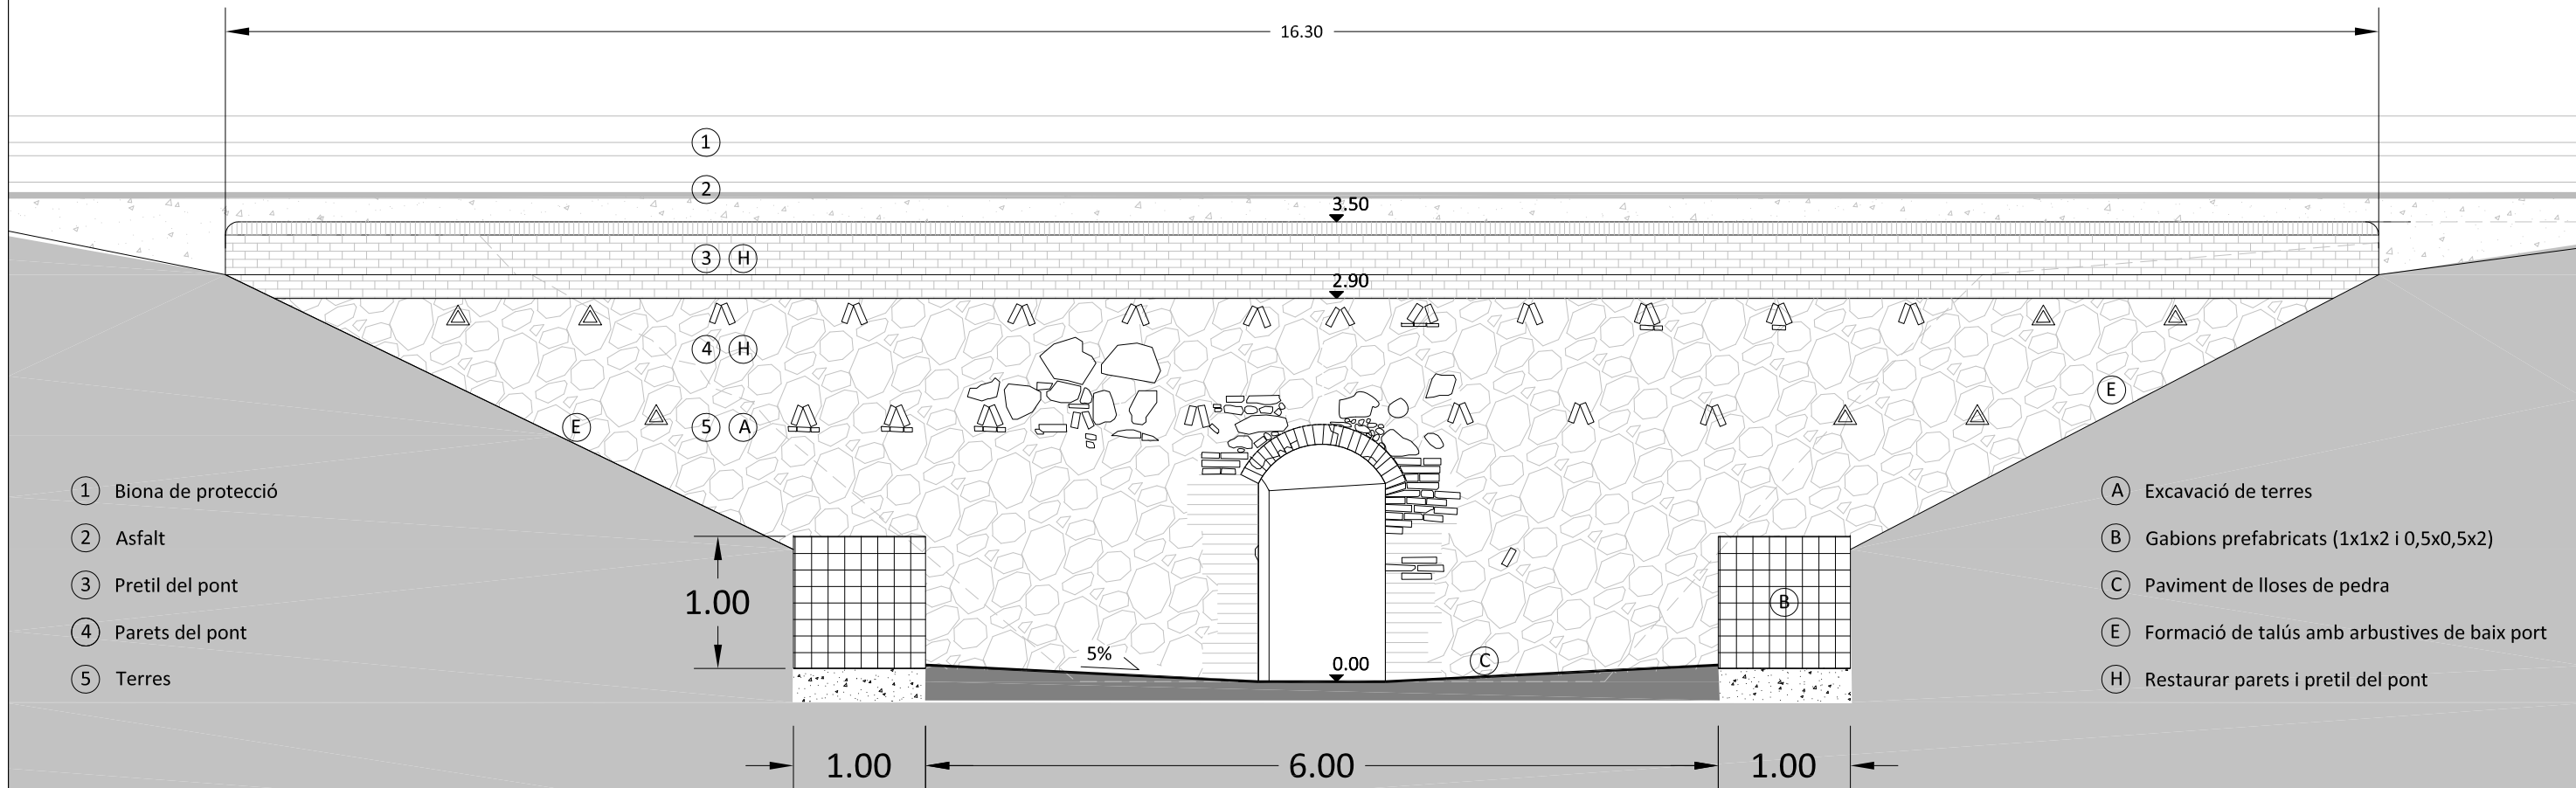 16.30
1
2
3.50
3 H
2.90
4 H
E
E 5 A
1 Biona de protecció
2 Asfalt
3 Pretil del pont
4 Parets del pont
5 Terres
A Excavació de terres
B Gabions prefabricats (1x1x2 i 0,5x0,5x2)
C Paviment de lloses de pedra
E Formació de talús amb arbustives de baix port
H Restaurar parets i pretil del pont
1.00
B
5%
0.00
C
1.00
6.00
1.00